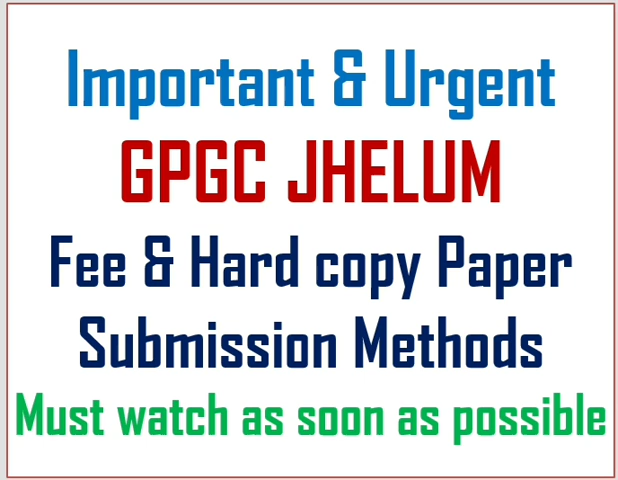 Important & Urgent
GPGC JHELUM
Fee & Hard copy Paper
Submission Methods
Must watch as soon as possible